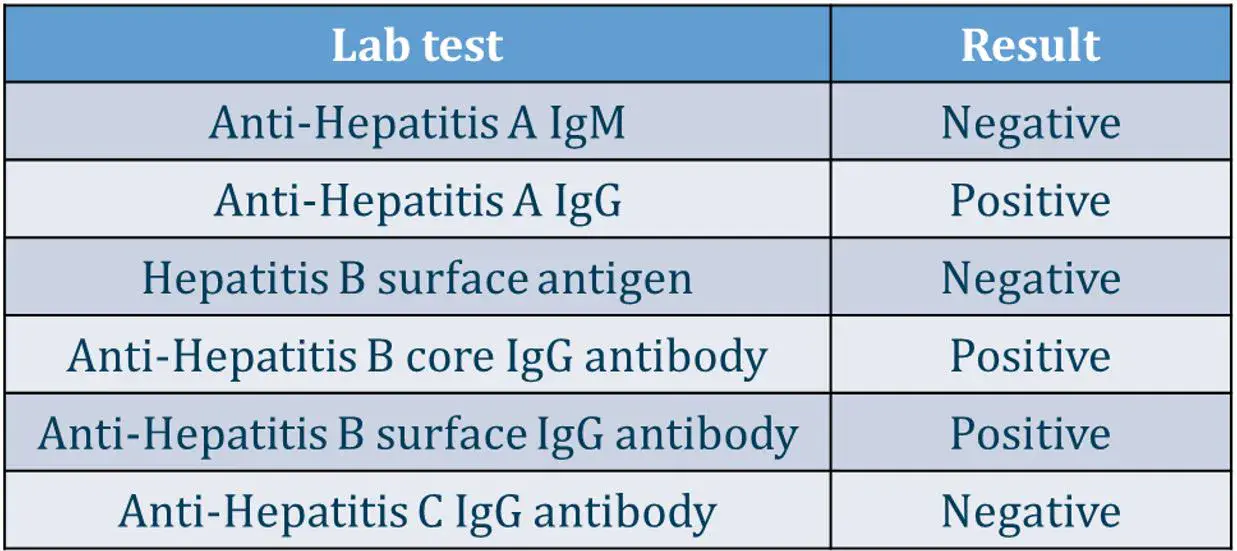 Lab test Result
Anti-Hepatitis A IgM Negative
Anti-Hepatitis A IgG Positive
Hepatitis B surface antigen Negative
Anti-Hepatitis B core IgG antibody Positive
Anti-Hepatitis B surface IgG antibody Positive
Anti-Hepatitis C IgG antibody Negative